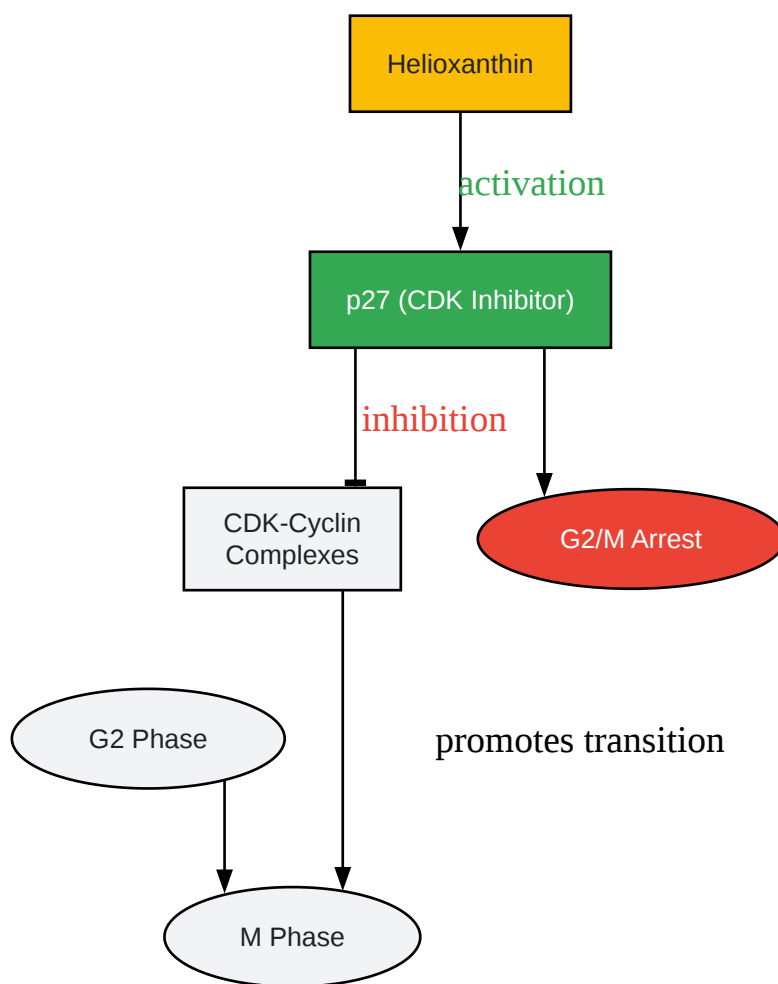 Helioxanthin
activation
p27 (CDK Inhibitor)
inhibition
CDK-Cyclin
Complexes
G2/M Arrest
G2 Phase
promotes transition
M Phase